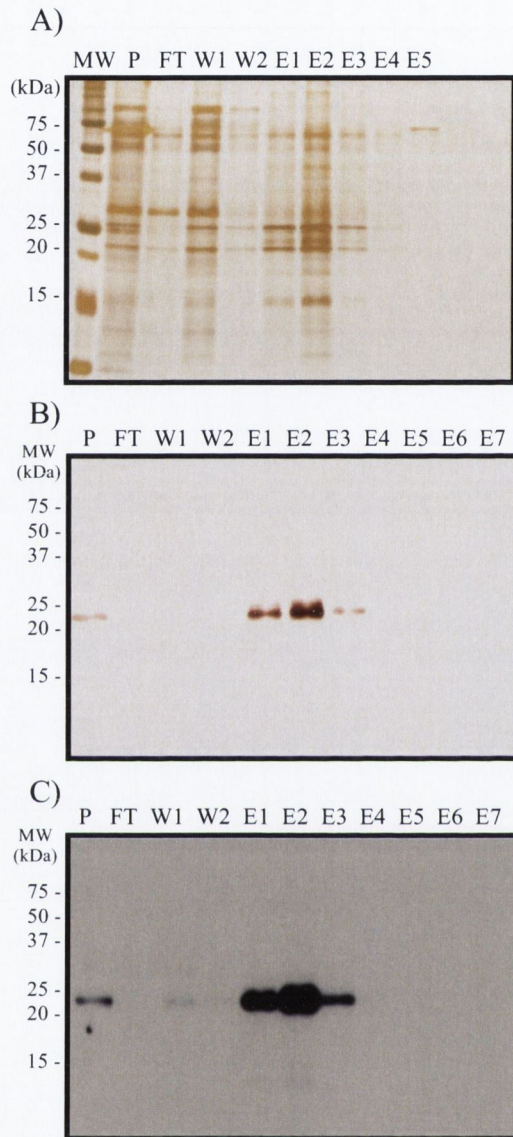 A)
MW P FT W1 W2 E1 E2 E3 E4 E5
(kDa)
75 -
50 -
37 -
25 -
20 -
15 -
B)
P FT W1 W2 E1 E2 E3 E4 E5 E6 E7
MW
(kDa)
75 -
50 -
37 -
25 -
20 -
15 -
C)
P FT W1 W2 E1 E2 E3 E4 E5 E6 E7
MW
(kDa)
75 -
50 -
37 -
25 -
20 -
15 -